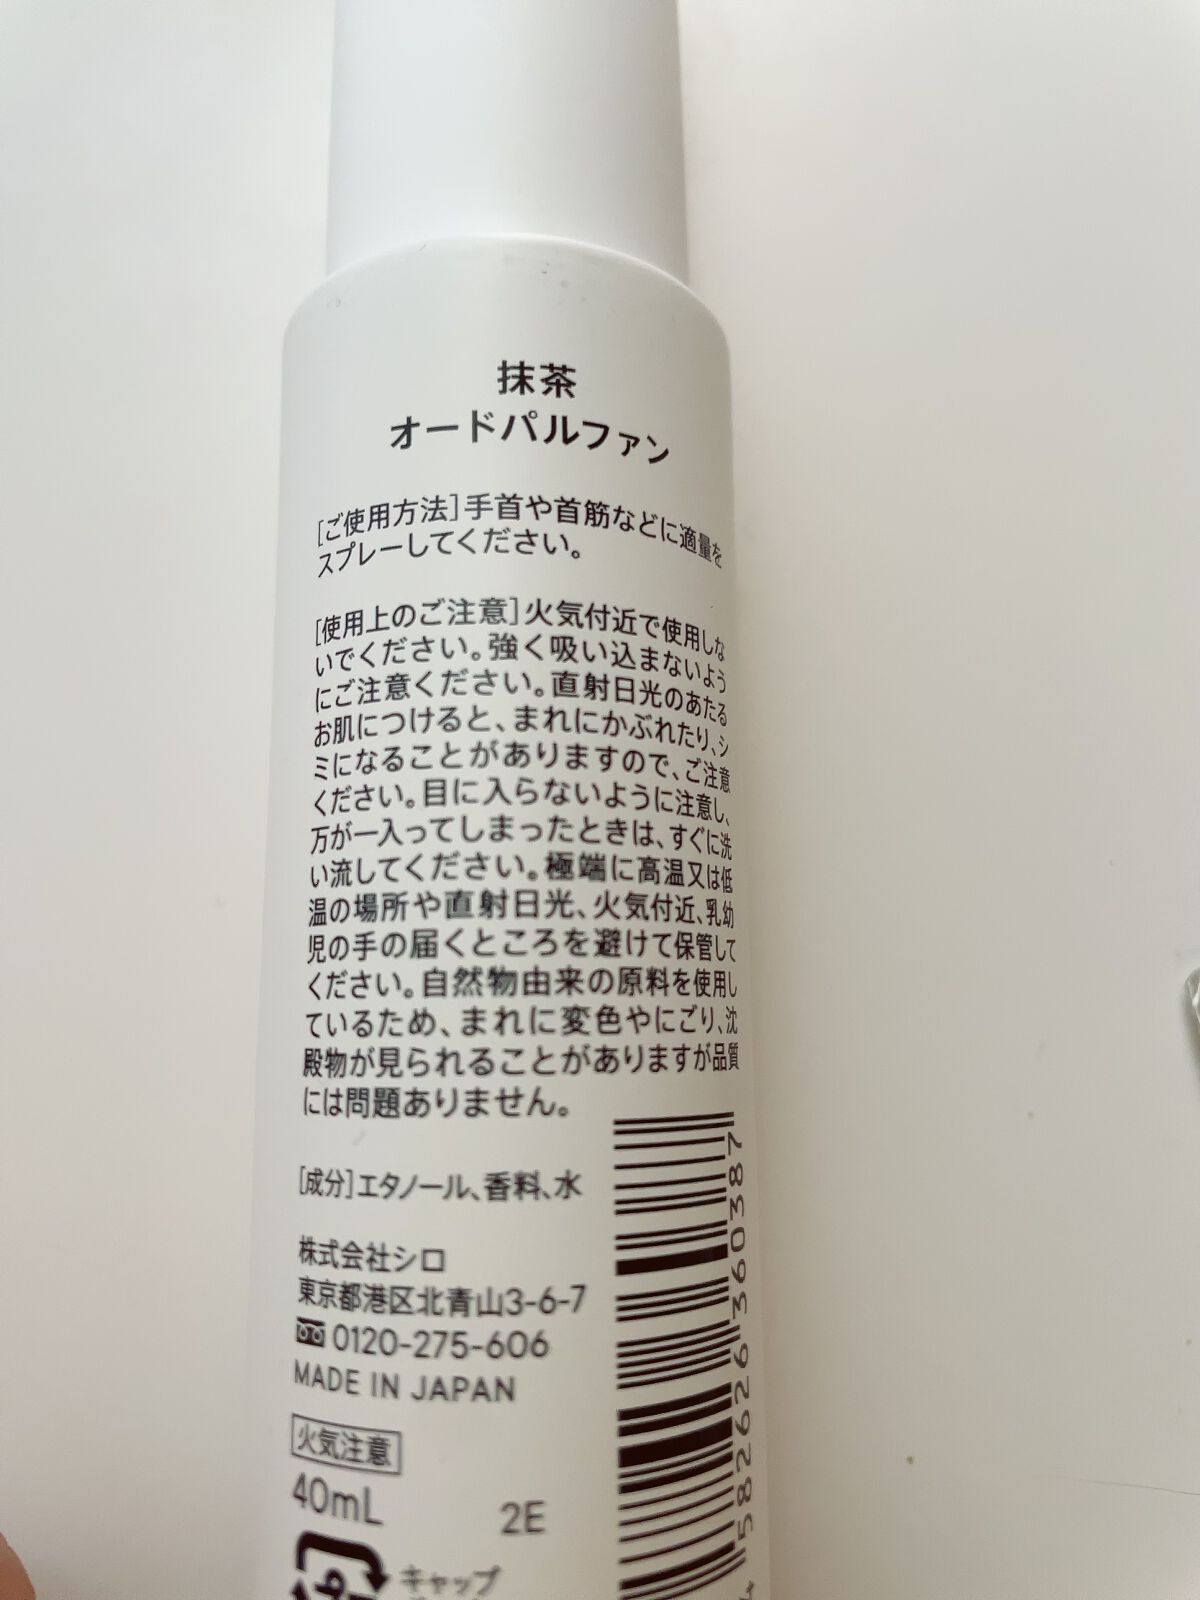 抹茶
オードパルファン
[ご使用方法]手首や首筋などに適量を
スプレーしてください。
[使用上のご注意]火気付近で使用しな
いでください。強く吸い込まないよう
にご注意ください。直射日光のあたる
お肌につけると、まれにかぶれたり、シ
ミになることがありますので、ご注意
ください。目に入らないように注意し、
万が一入ってしまったときは、すぐに洗
い流してください。極端に高温又は低
温の場所や直射日光、火気付近、乳幼
児の手の届くところを避けて保管して
ください。自然物由来の原料を使用し
ているため、まれに変色やにごり、沈
殿物が見られることがありますが品質
には問題ありません。
[成分]エタノール、香料、水
株式会社シロ
東京都港区北青山3-6-7
0120-275-606
MADE IN JAPAN
火気注意
40mL
2E
キャップ
582626 360387